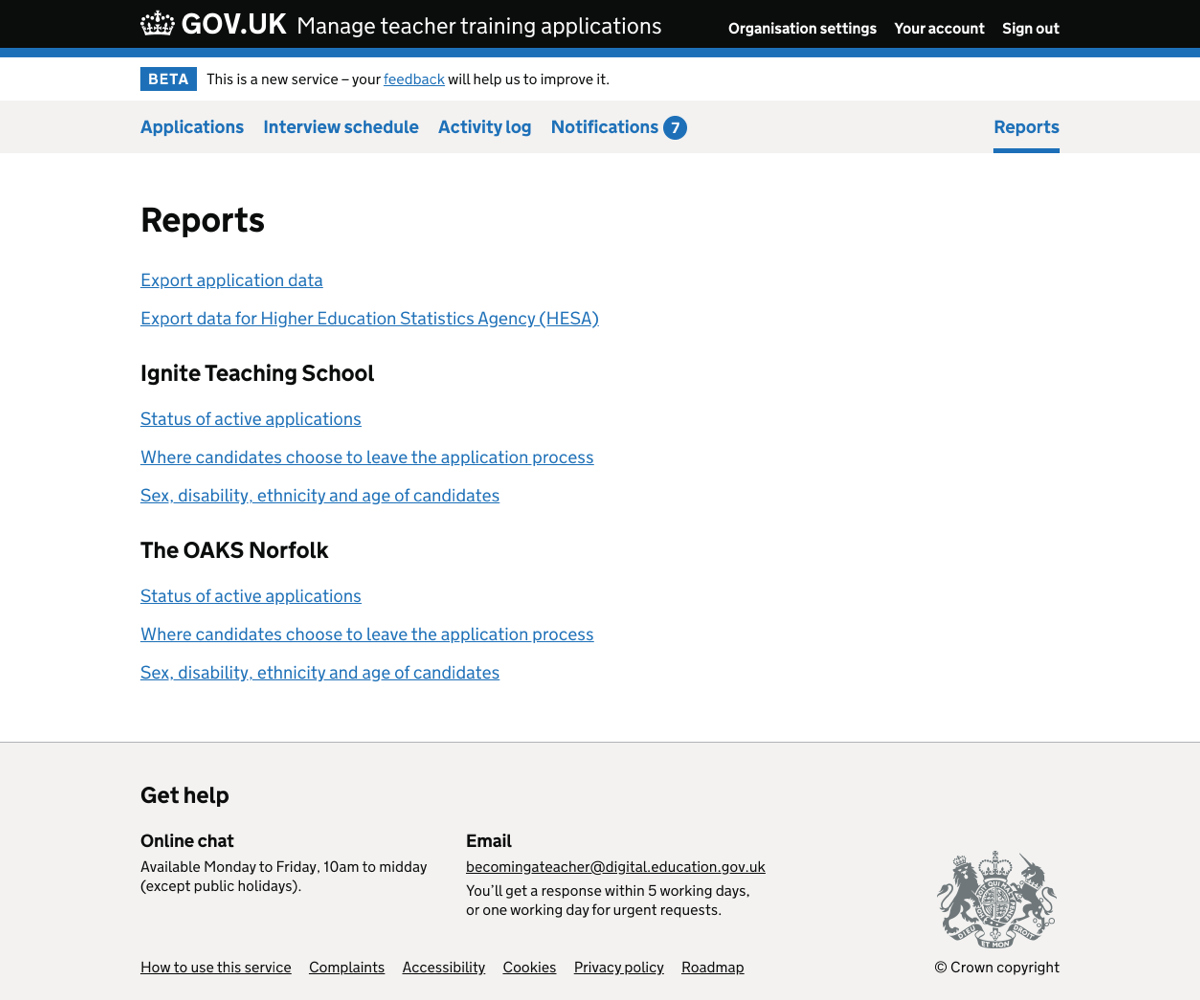 GOV.UK Manage teacher training applications Organisation settings Your account Sign out
BETA This is a new service – your feedback will help us to improve it.
Applications Interview schedule Activity log Notifications 7 Reports
Reports
Export application data
Export data for Higher Education Statistics Agency (HESA)
Ignite Teaching School
Status of active applications
Where candidates choose to leave the application process
Sex, disability, ethnicity and age of candidates
The OAKS Norfolk
Status of active applications
Where candidates choose to leave the application process
Sex, disability, ethnicity and age of candidates
Get help
Online chat
Available Monday to Friday, 10am to midday
(except public holidays).
Email
becomingateacher@digital.education.gov.uk
You’ll get a response within 5 working days,
or one working day for urgent requests.
DIEU ET MON DROIT
How to use this service Complaints Accessibility Cookies Privacy policy Roadmap © Crown copyright